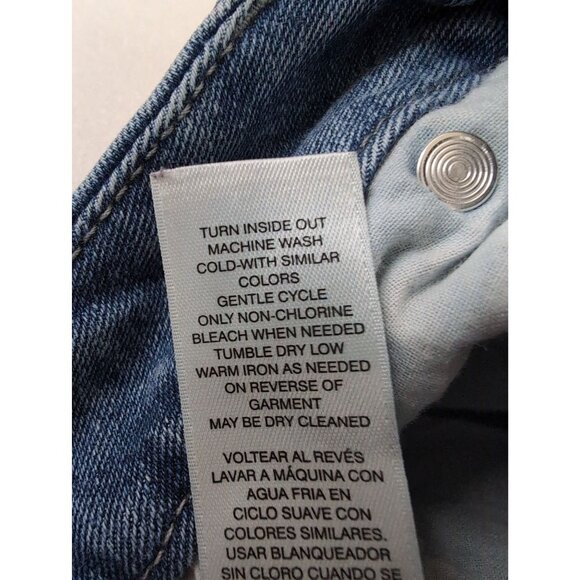 TURN INSIDE OUT
MACHINE WASH
COLD-WITH SIMILAR
COLORS
GENTLE CYCLE
ONLY NON-CHLORINE
BLEACH WHEN NEEDED
TUMBLE DRY LOW
WARM IRON AS NEEDED
ON REVERSE OF
GARMENT
MAY BE DRY CLEANED
VOLTEAR AL REVÉS
LAVAR A MÁQUINA CON
AGUA FRIA EN
CICLO SUAVE CON
COLORES SIMILARES.
USAR BLANQUEADOR
SIN CLORO CUANDO SE